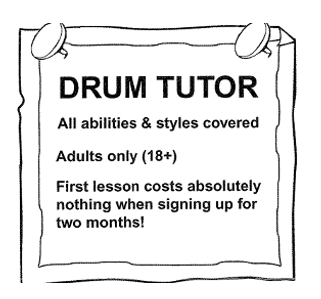 DRUM TUTOR
All abilities & styles covered
Adults only (18+)
First lesson costs absolutely
nothing when signing up for
two months!